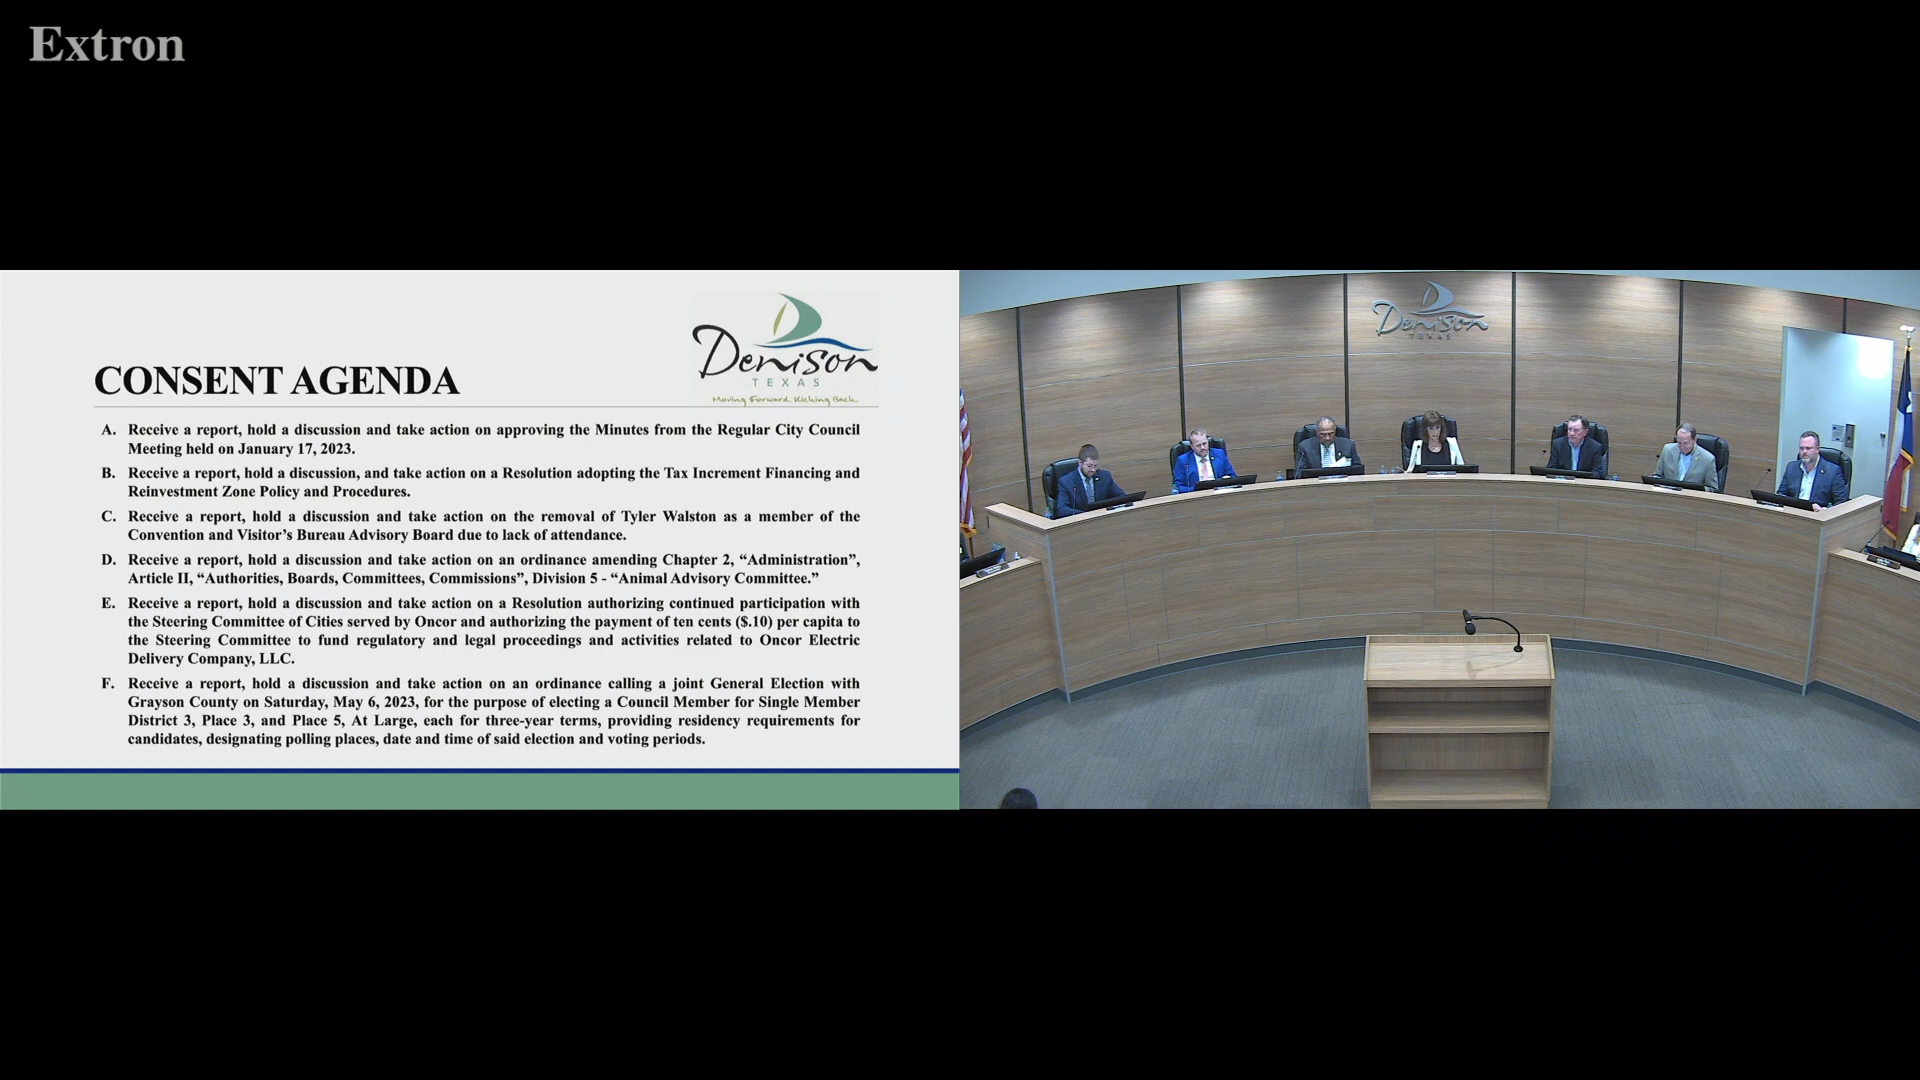 Extron
Denison
TEXAS
Moving Forward. Kicking Back.
CONSENT AGENDA
A. Receive a report, hold a discussion and take action on approving the Minutes from the Regular City Council
Meeting held on January 17, 2023.
B. Receive a report, hold a discussion, and take action on a Resolution adopting the Tax Increment Financing and
Reinvestment Zone Policy and Procedures.
C. Receive a report, hold a discussion and take action on the removal of Tyler Walston as a member of the
Convention and Visitor’s Bureau Advisory Board due to lack of attendance.
D. Receive a report, hold a discussion and take action on an ordinance amending Chapter 2, “Administration”,
Article II, “Authorities, Boards, Committees, Commissions”, Division 5 - “Animal Advisory Committee.”
E. Receive a report, hold a discussion and take action on a Resolution authorizing continued participation with
the Steering Committee of Cities served by Oncor and authorizing the payment of ten cents ($.10) per capita to
the Steering Committee to fund regulatory and legal proceedings and activities related to Oncor Electric
Delivery Company, LLC.
F. Receive a report, hold a discussion and take action on an ordinance calling a joint General Election with
Grayson County on Saturday, May 6, 2023, for the purpose of electing a Council Member for Single Member
District 3, Place 3, and Place 5, At Large, each for three-year terms, providing residency requirements for
candidates, designating polling places, date and time of said election and voting periods.
Denison
TEXAS